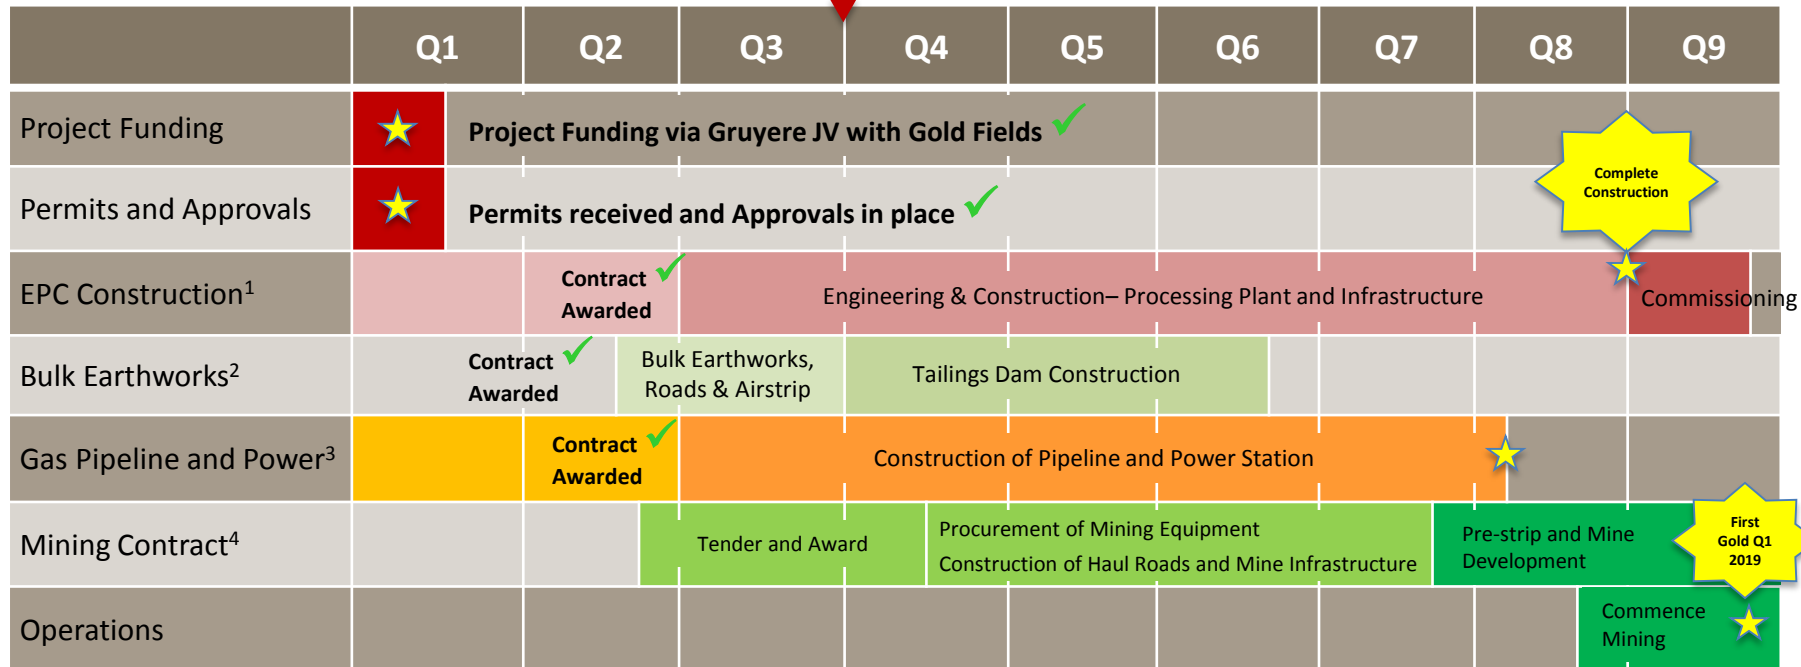 Q1 Q2 Q3 Q4 Q5 Q6 Q7 Q8 Q9
Project Funding
Project Funding via Gruyere JV with Gold Fields
Permits and Approvals
Permits received and Approvals in place
Complete
Construction
EPC Construction¹
Contract
Awarded
Engineering & Construction– Processing Plant and Infrastructure
Commissioning
Bulk Earthworks²
Contract
Awarded
Bulk Earthworks,
Roads & Airstrip
Tailings Dam Construction
Gas Pipeline and Power³
Contract
Awarded
Construction of Pipeline and Power Station
Mining Contract⁴
Tender and Award
Procurement of Mining Equipment
Construction of Haul Roads and Mine Infrastructure
Pre-strip and Mine
Development
First
Gold Q1
2019
Operations
Commence
Mining